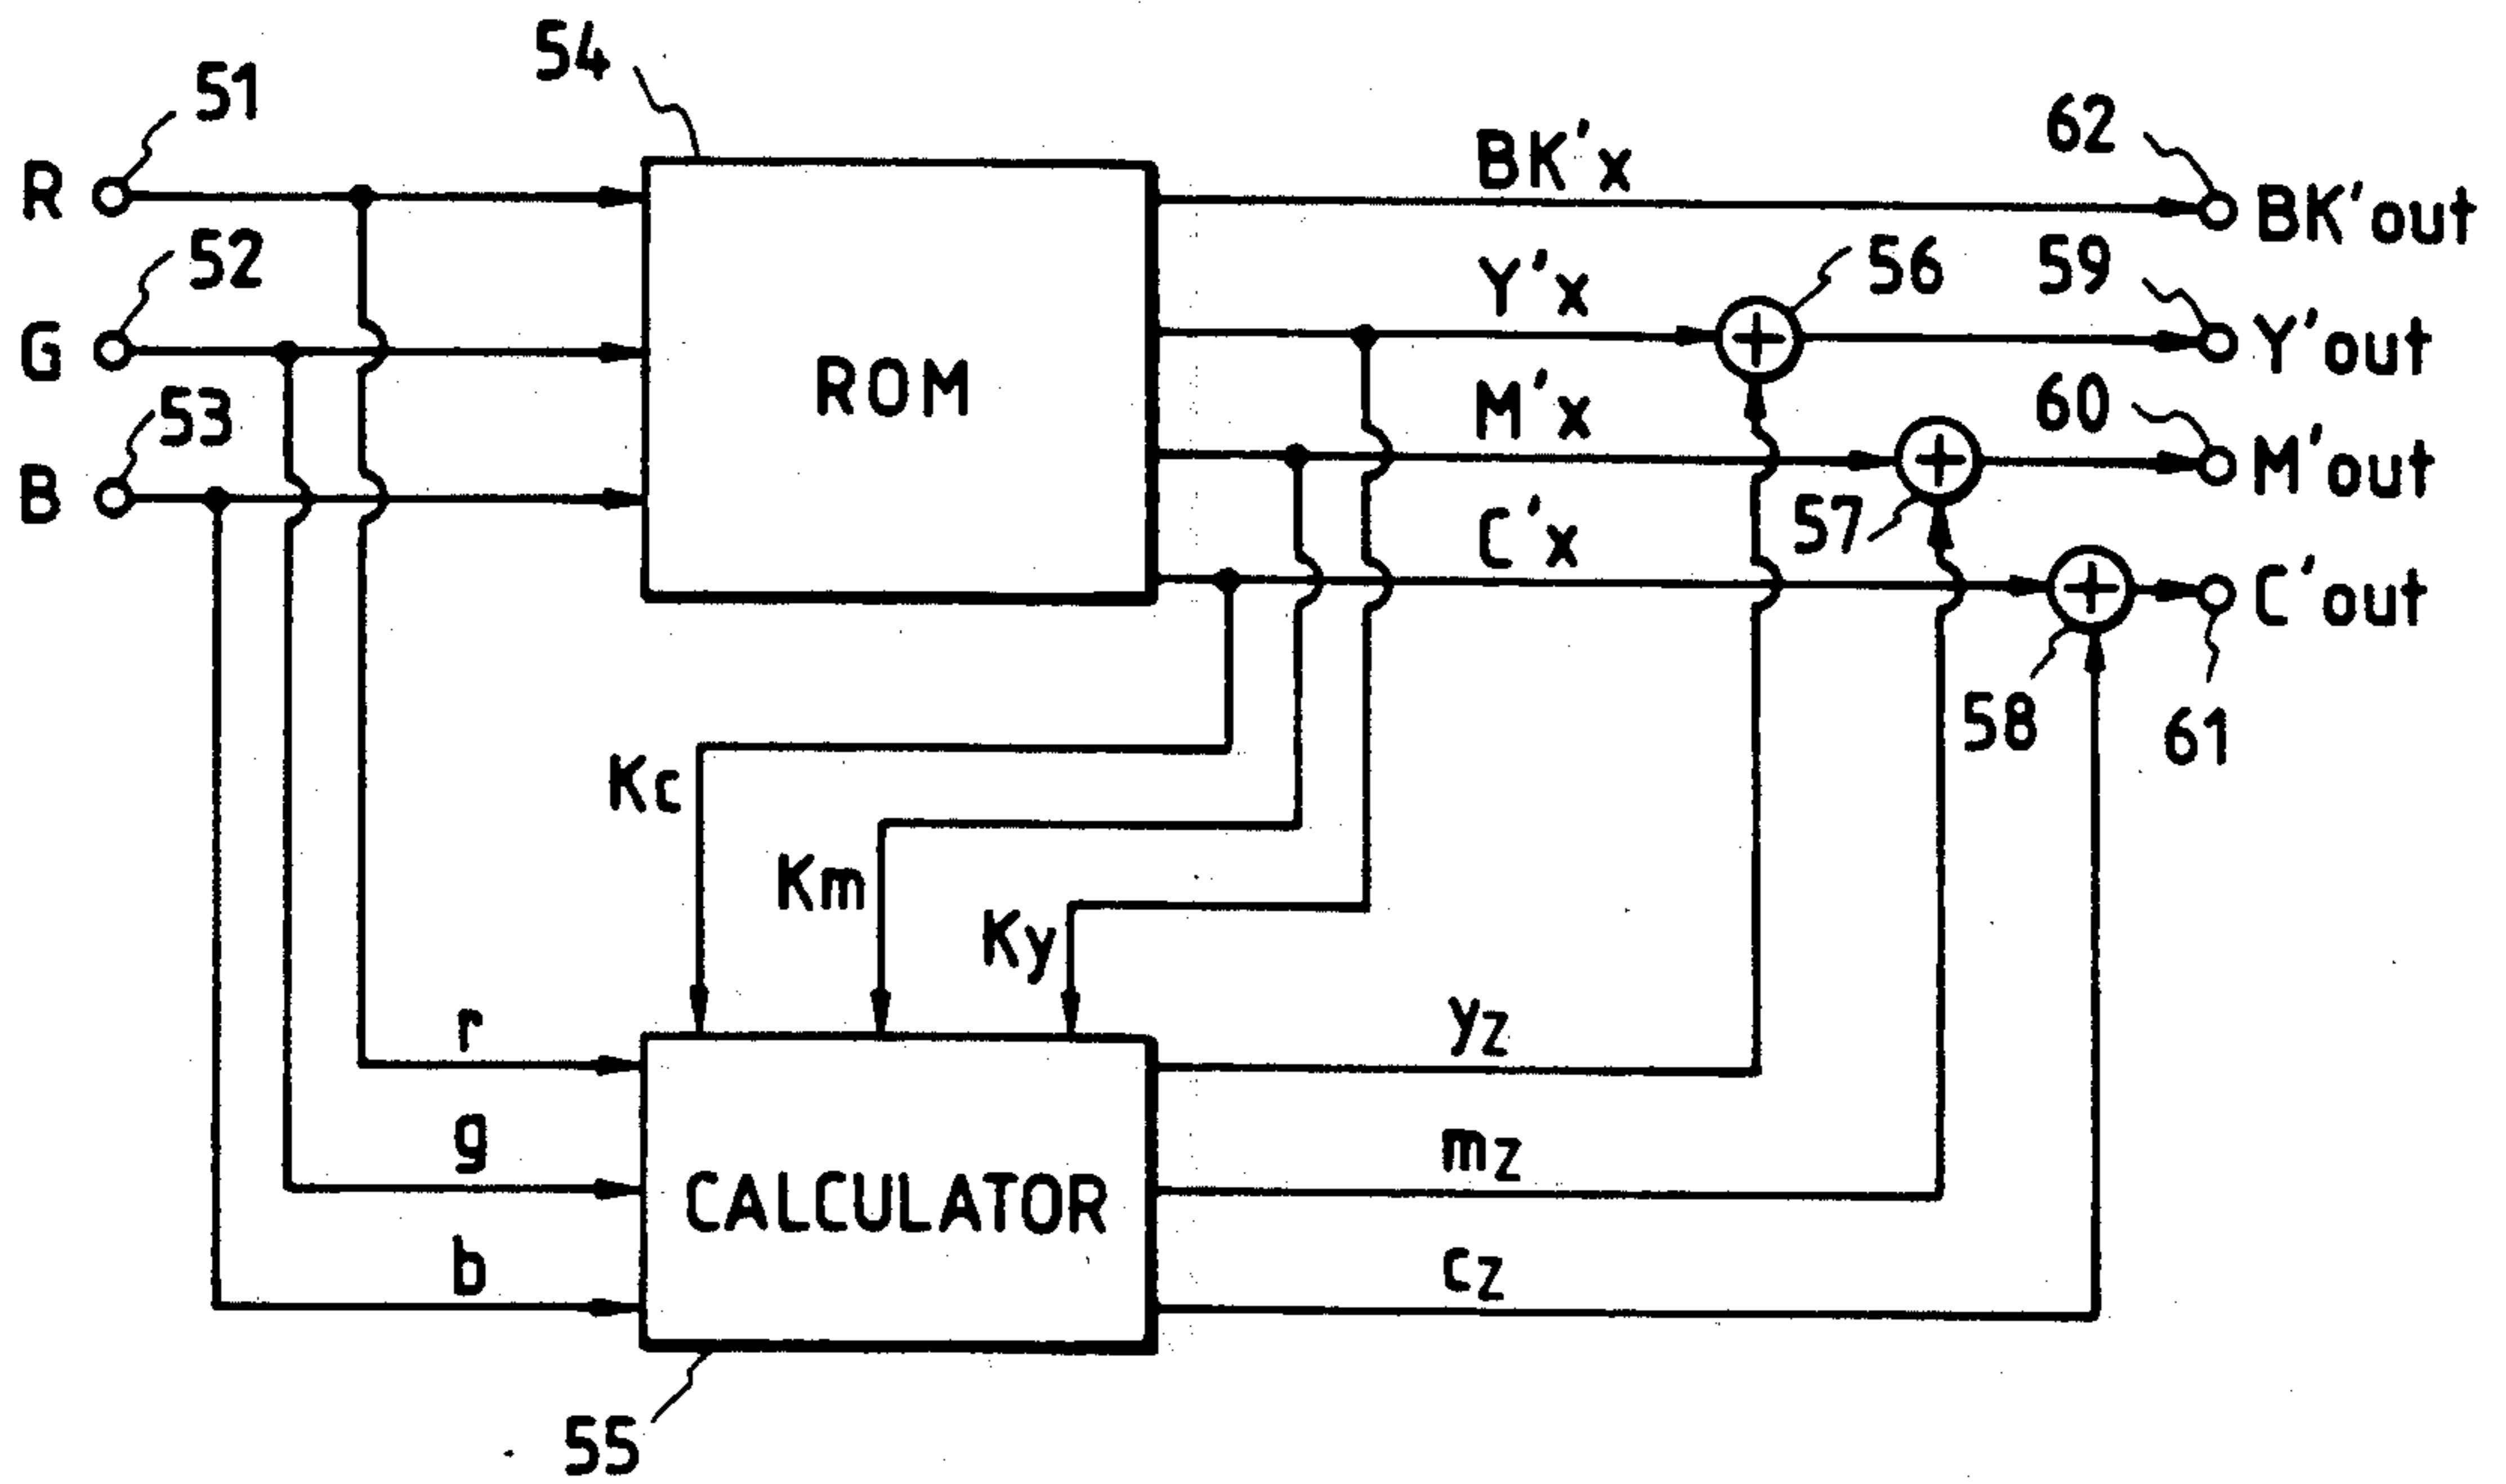 54
51
62
BK'x
R
BK'out
52
56
59
Y'x
G
ROM
Y'out
53
M'x
60
B
M'out
57
C'x
C'out
58
61
Kc
Km
Ky
r
yz
g
mz
CALCULATOR
b
cz
55